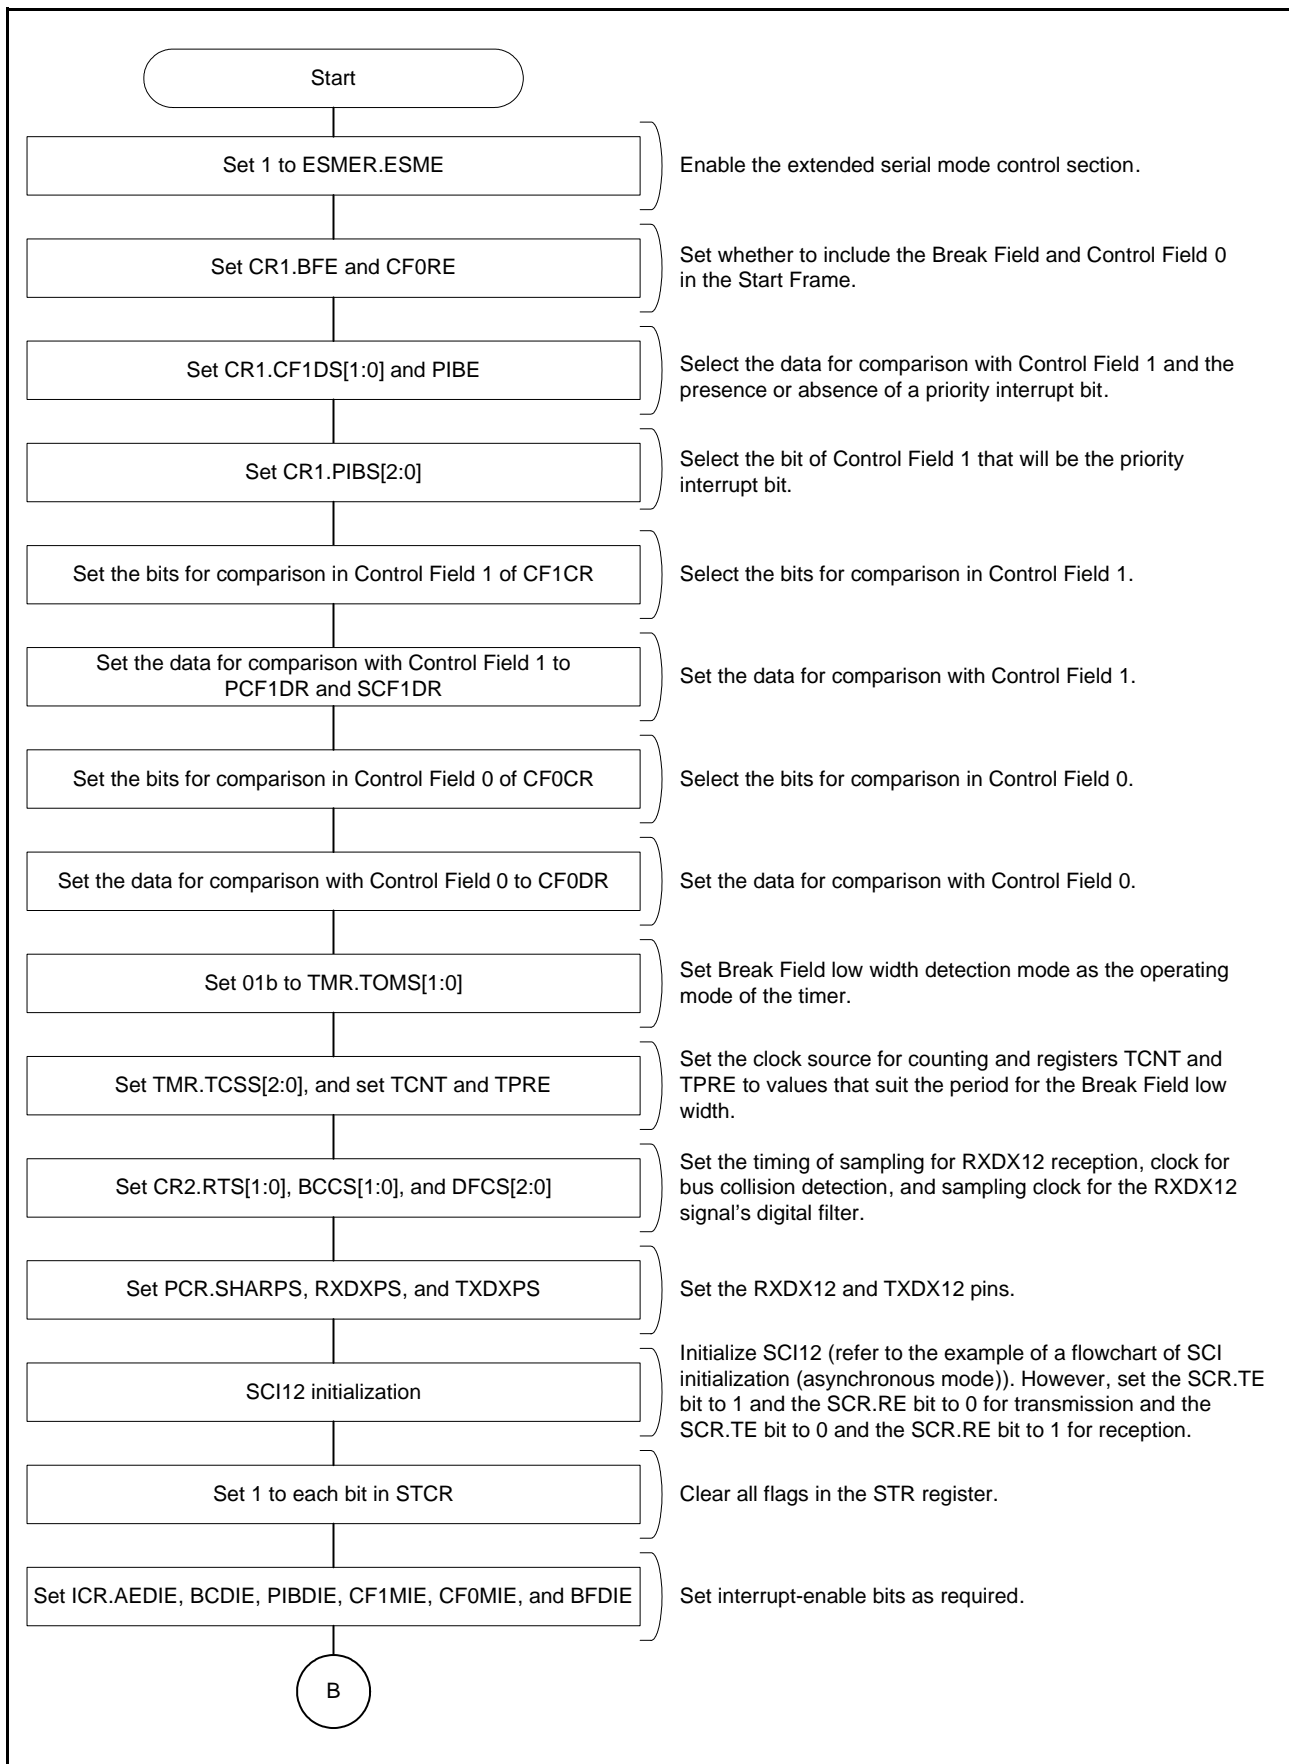 Start
Set 1 to ESMER.ESME
Enable the extended serial mode control section.
Set CR1.BFE and CF0RE
Set whether to include the Break Field and Control Field 0
in the Start Frame.
Set CR1.CF1DS[1:0] and PIBE
Select the data for comparison with Control Field 1 and the
presence or absence of a priority interrupt bit.
Set CR1.PIBS[2:0]
Select the bit of Control Field 1 that will be the priority
interrupt bit.
Set the bits for comparison in Control Field 1 of CF1CR
Select the bits for comparison in Control Field 1.
Set the data for comparison with Control Field 1 to
PCF1DR and SCF1DR
Set the data for comparison with Control Field 1.
Set the bits for comparison in Control Field 0 of CF0CR
Select the bits for comparison in Control Field 0.
Set the data for comparison with Control Field 0 to CF0DR
Set the data for comparison with Control Field 0.
Set 01b to TMR.TOMS[1:0]
Set Break Field low width detection mode as the operating
mode of the timer.
Set TMR.TCSS[2:0], and set TCNT and TPRE
Set the clock source for counting and registers TCNT and
TPRE to values that suit the period for the Break Field low
width.
Set CR2.RTS[1:0], BCCS[1:0], and DFCS[2:0]
Set the timing of sampling for RXDX12 reception, clock for
bus collision detection, and sampling clock for the RXDX12
signal's digital filter.
Set PCR.SHARPS, RXDXPS, and TXDXPS
Set the RXDX12 and TXDX12 pins.
SCI12 initialization
Initialize SCI12 (refer to the example of a flowchart of SCI
initialization (asynchronous mode)). However, set the SCR.TE
bit to 1 and the SCR.RE bit to 0 for transmission and the
SCR.TE bit to 0 and the SCR.RE bit to 1 for reception.
Set 1 to each bit in STCR
Clear all flags in the STR register.
Set ICR.AEDIE, BCDIE, PIBDIE, CF1MIE, CF0MIE, and BFDIE
Set interrupt-enable bits as required.
B